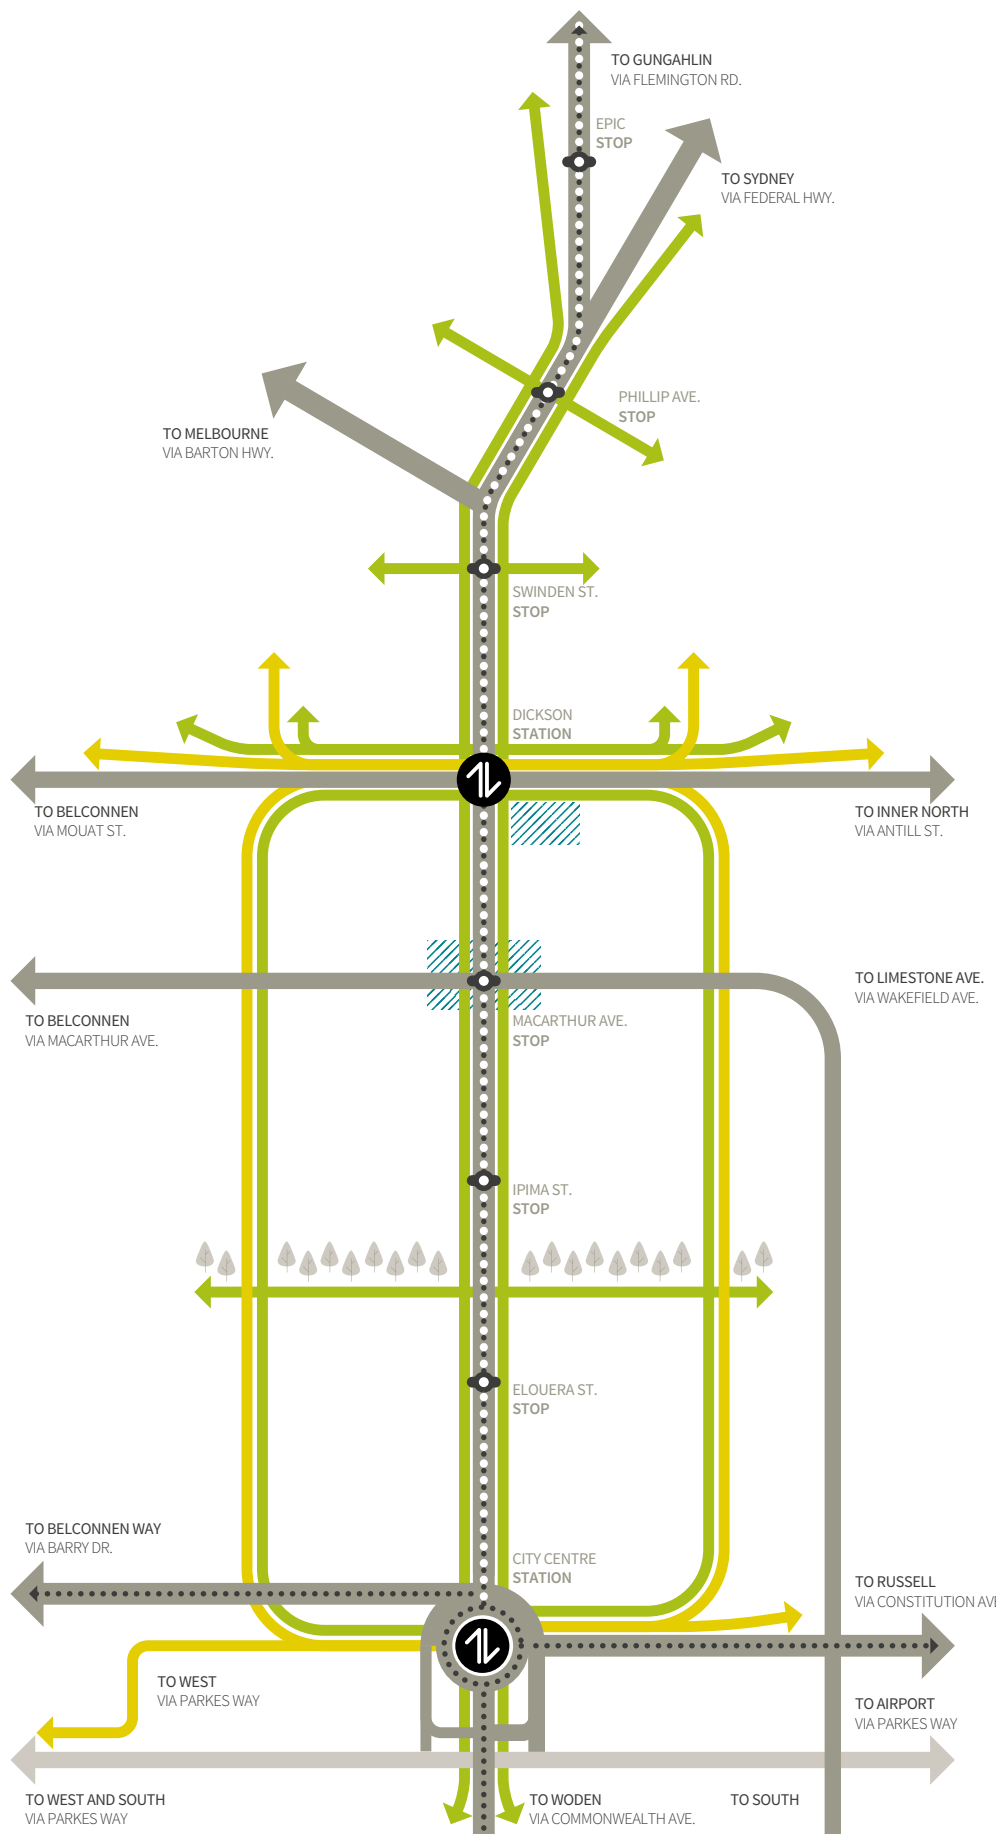 TO GUNGAHLIN
VIA FLEMINGTON RD.
EPIC
STOP
TO SYDNEY
VIA FEDERAL HWY.
PHILLIP AVE.
STOP
TO MELBOURNE
VIA BARTON HWY.
SWINDEN ST.
STOP
DICKSON
STATION
TO BELCONNEN
VIA MOUAT ST.
TO INNER NORTH
VIA ANTILL ST.
TO LIMESTONE AVE.
VIA WAKEFIELD AVE.
TO BELCONNEN
VIA MACARTHUR AVE.
MACARTHUR AVE.
STOP
IPIMA ST.
STOP
ELOUERA ST.
STOP
TO BELCONNEN WAY
VIA BARRY DR.
CITY CENTRE
STATION
TO RUSSELL
VIA CONSTITUTION AVE
TO WEST
VIA PARKES WAY
TO AIRPORT
VIA PARKES WAY
TO WEST AND SOUTH
VIA PARKES WAY
TO WODEN
VIA COMMONWEALTH AVE.
TO SOUTH